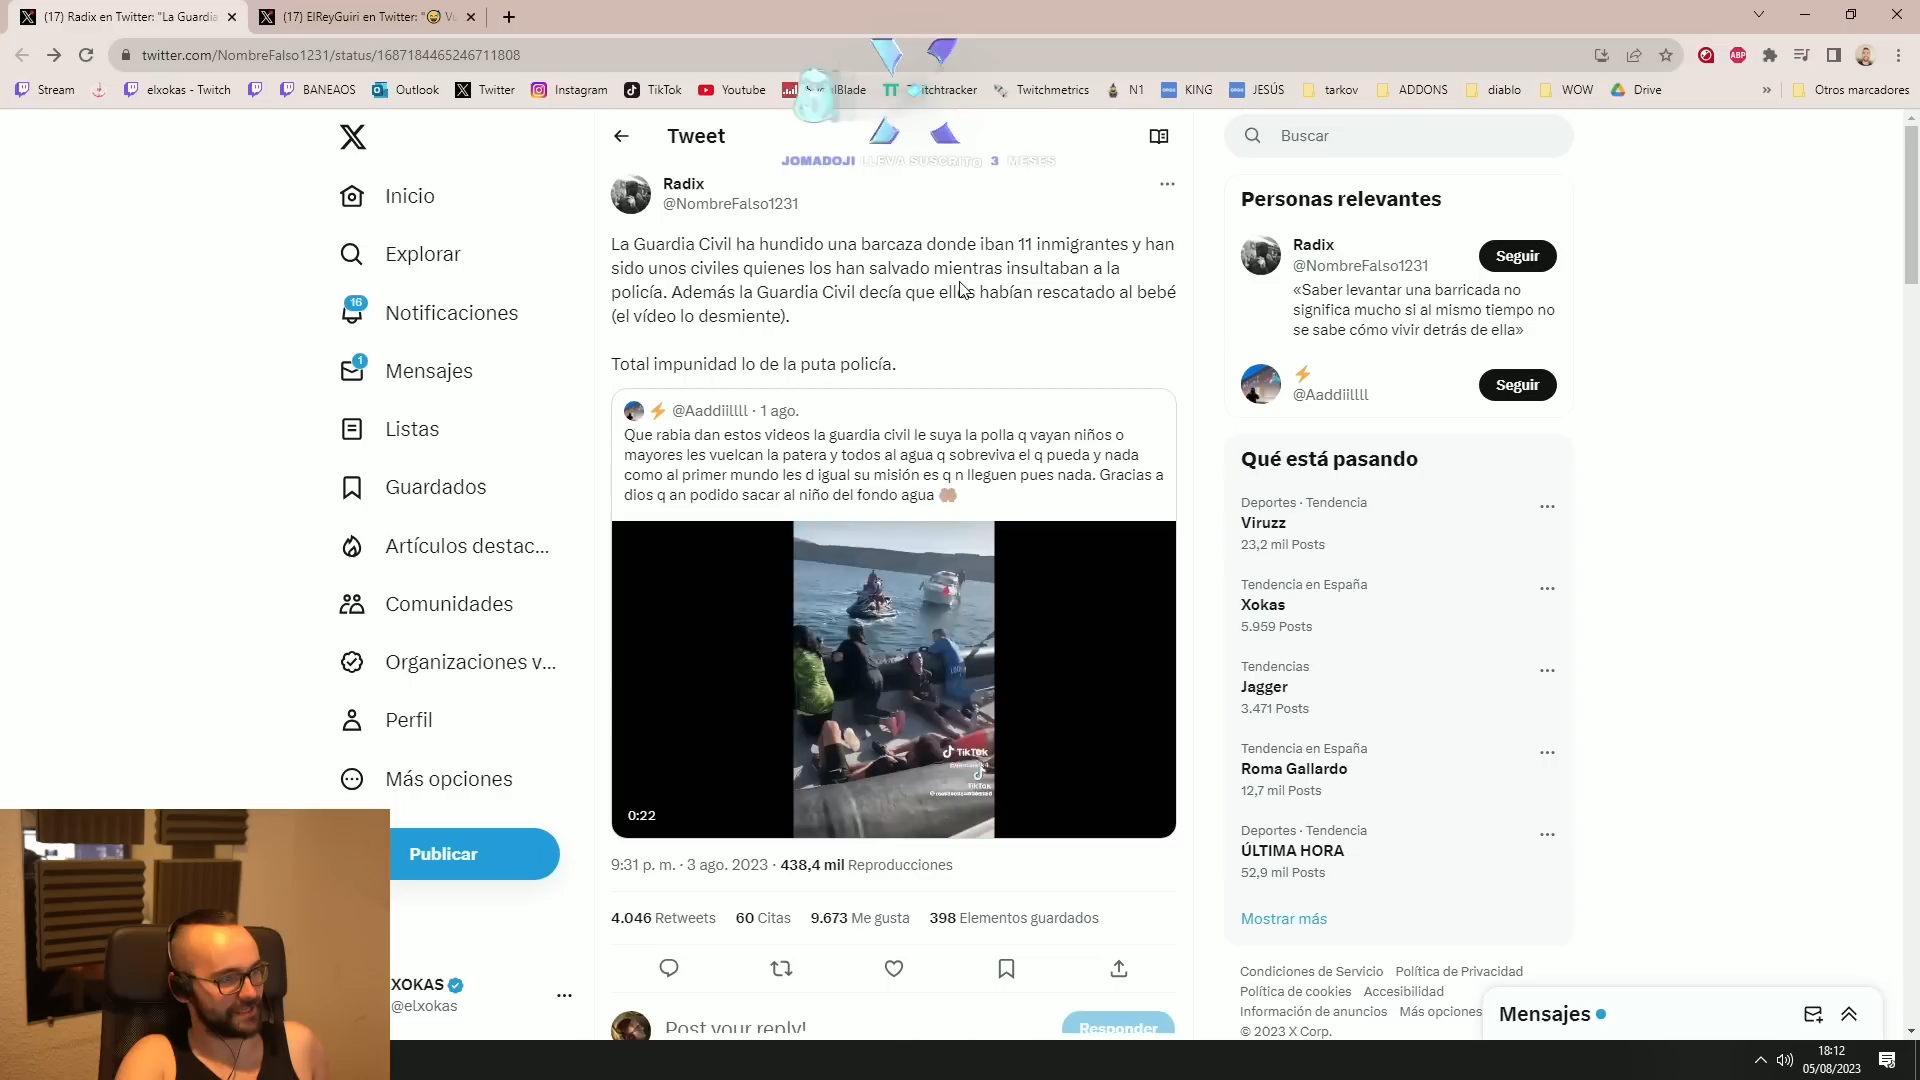 (17) Radix en Twitter: "La Guardia
(17) ElReyGuiri en Twitter: "😅 Vu
twitter.com/NombreFalso1231/status/1687184465246711808
Stream
elxokas - Twitch
BANEAOS
Outlook
Twitter
Instagram
TikTok
Youtube
Twitchmetrics
N1
KING
JESÚS
tarkov
ADDONS
diablo
WOW
Drive
Otros marcadores
JOMADOJI LLEVA SUSCRITO 3 MESES
Inicio
Explorar
16
Notificaciones
1
Mensajes
Listas
Guardados
Artículos destac...
Comunidades
Organizaciones v...
Perfil
Más opciones
Publicar
XOKAS
@elxokas
Tweet
Radix
@NombreFalso1231
La Guardia Civil ha hundido una barcaza donde iban 11 inmigrantes y han
sido unos civiles quienes los han salvado mientras insultaban a la
policía. Además la Guardia Civil decía que ellos habían rescatado al bebé
(el vídeo lo desmiente).
Total impunidad lo de la puta policía.
⚡ @Aaddiillll · 1 ago.
Que rabia dan estos videos la guardia civil le suya la polla q vayan niños o
mayores les vuelcan la patera y todos al agua q sobreviva el q pueda y nada
como al primer mundo les d igual su misión es q n lleguen pues nada. Gracias a
dios q an podido sacar al niño del fondo agua 🤲🏽
TikTok
TikTok
0:22
9:31 p. m. · 3 ago. 2023 · 438,4 mil Reproducciones
4.046 Retweets 60 Citas 9.673 Me gusta 398 Elementos guardados
Post your reply!
Responder
Buscar
Personas relevantes
Radix
@NombreFalso1231
Seguir
«Saber levantar una barricada no
significa mucho si al mismo tiempo no
se sabe cómo vivir detrás de ella»
⚡
@Aaddiillll
Seguir
Qué está pasando
Deportes · Tendencia
Viruzz
23,2 mil Posts
Tendencia en España
Xokas
5.959 Posts
Tendencias
Jagger
3.471 Posts
Tendencia en España
Roma Gallardo
12,7 mil Posts
Deportes · Tendencia
ÚLTIMA HORA
52,9 mil Posts
Mostrar más
Condiciones de Servicio Política de Privacidad
Política de cookies Accesibilidad
Información de anuncios Más opciones
© 2023 X Corp.
Mensajes
18:12
05/08/2023